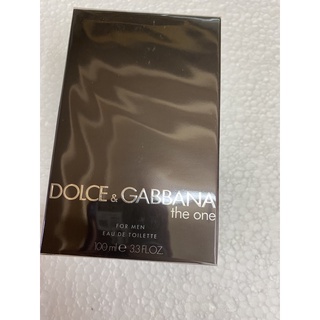 DOLCE & GABBANA
the one
FOR MEN
EAU DE TOILETTE
100 ml ℮ 3.3 FL.OZ